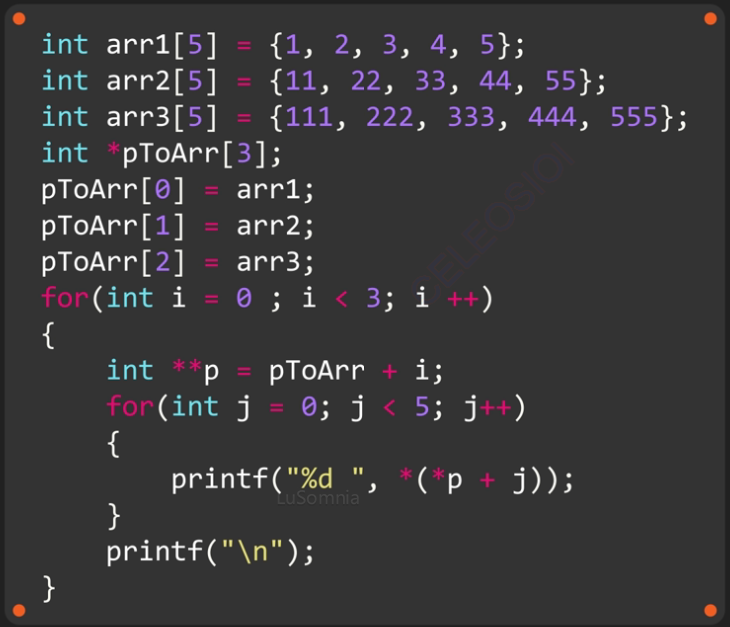 int arr1[5] = {1, 2, 3, 4, 5};
int arr2[5] = {11, 22, 33, 44, 55};
int arr3[5] = {111, 222, 333, 444, 555};
int *pToArr[3];
pToArr[0] = arr1;
pToArr[1] = arr2;
pToArr[2] = arr3;
for(int i = 0 ; i < 3; i ++)
{
    int **p = pToArr + i;
    for(int j = 0; j < 5; j++)
    {
        printf("%d ", *(*p + j));
LuSomnia
    }
    printf("\n");
}